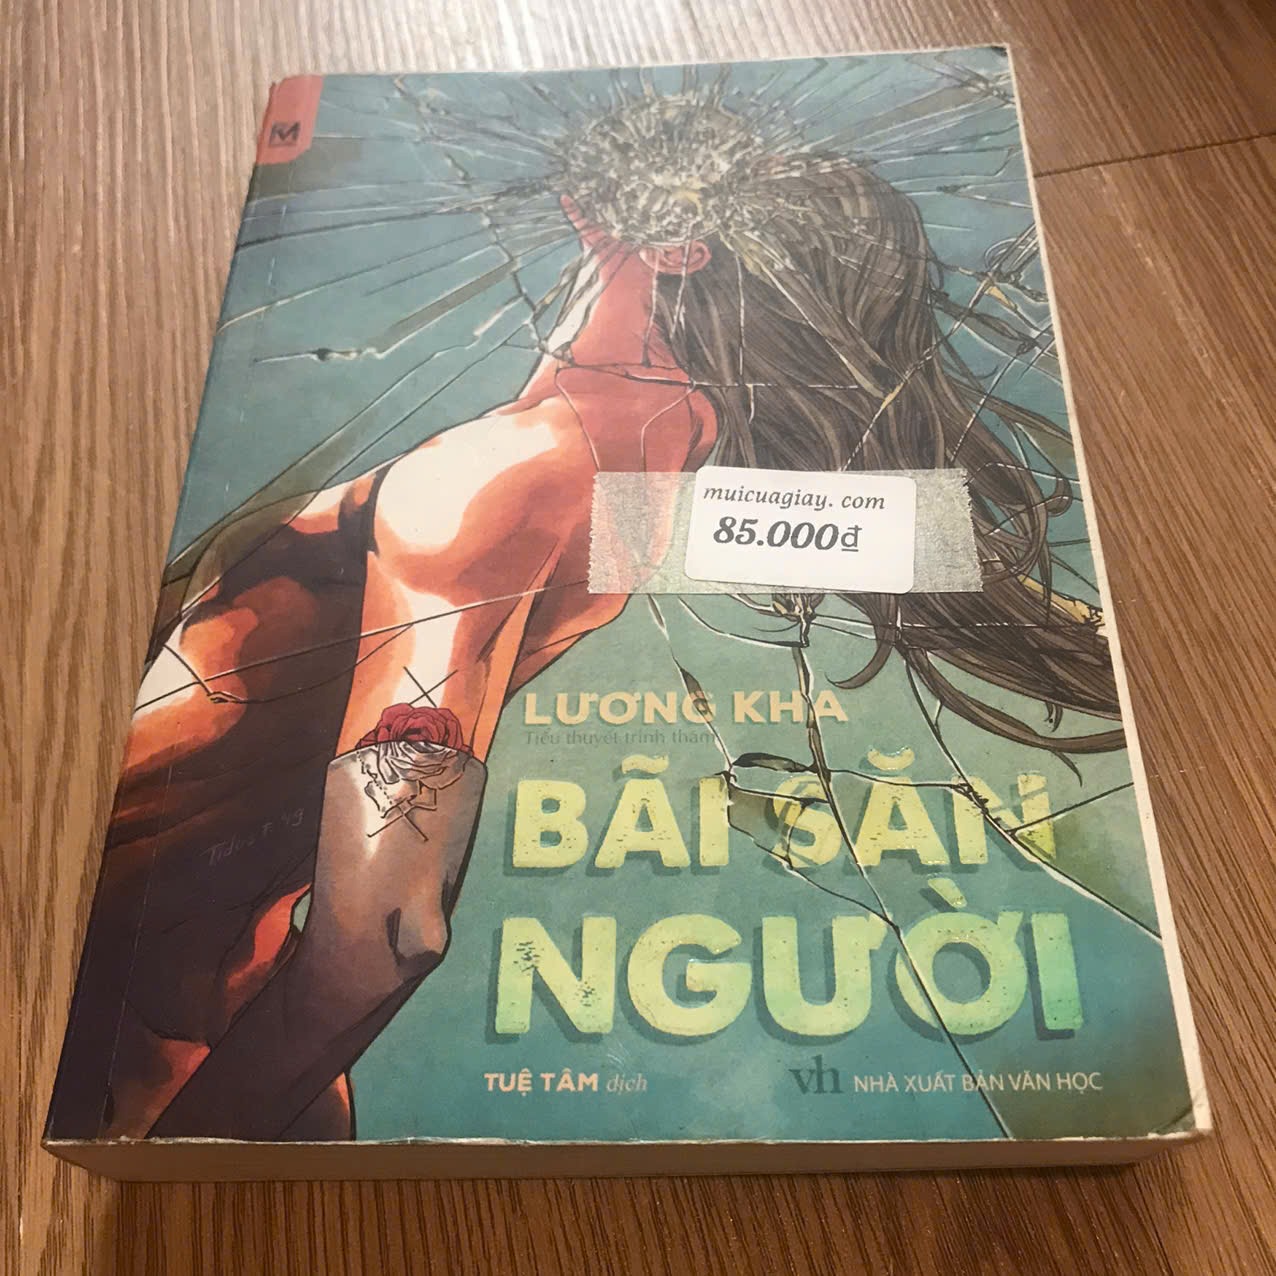 muicuagiay. com
85.000₫
LƯƠNG KHA
Tiểu thuyết trinh thám
BÃI SĂN
NGƯỜI
TUỆ TÂM dịch
vh NHÀ XUẤT BẢN VĂN HỌC